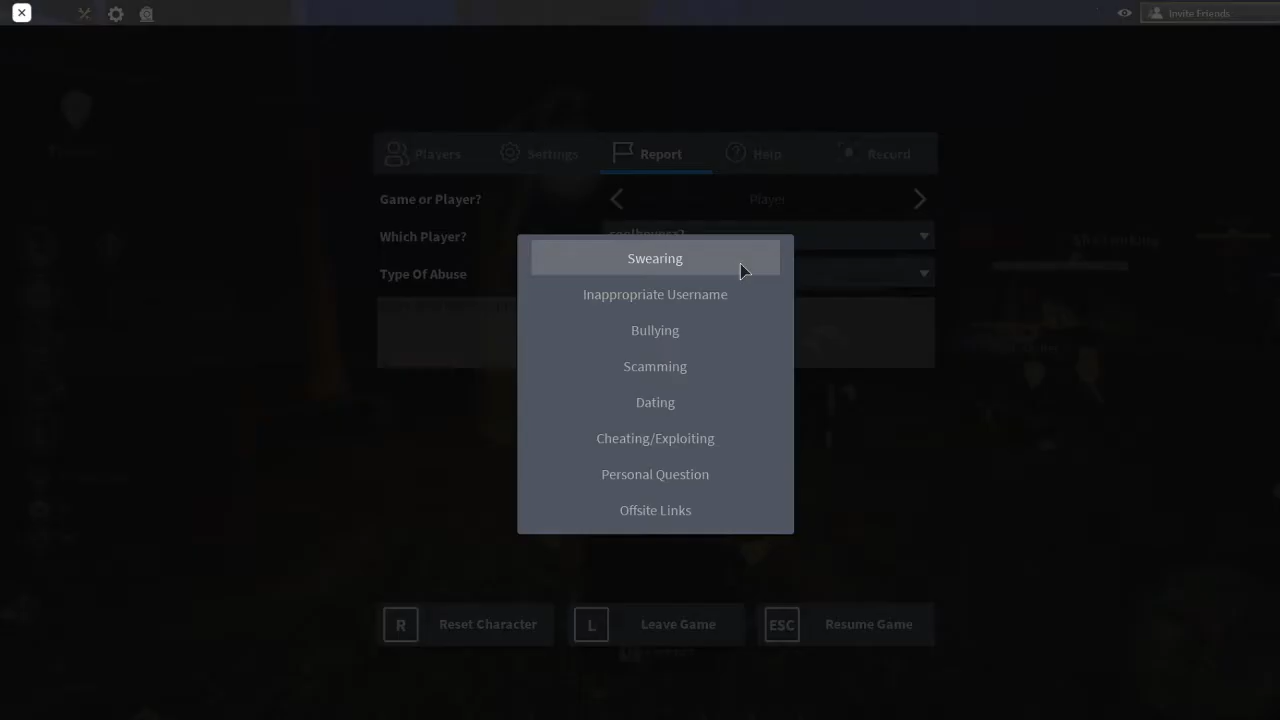 Invite Friends
Players
Settings
Report
Help
Record
Game or Player?
Player
Which Player?
Type Of Abuse
Swearing
Inappropriate Username
Bullying
Scamming
Dating
Cheating/Exploiting
Personal Question
Offsite Links
R
Reset Character
L
Leave Game
ESC
Resume Game